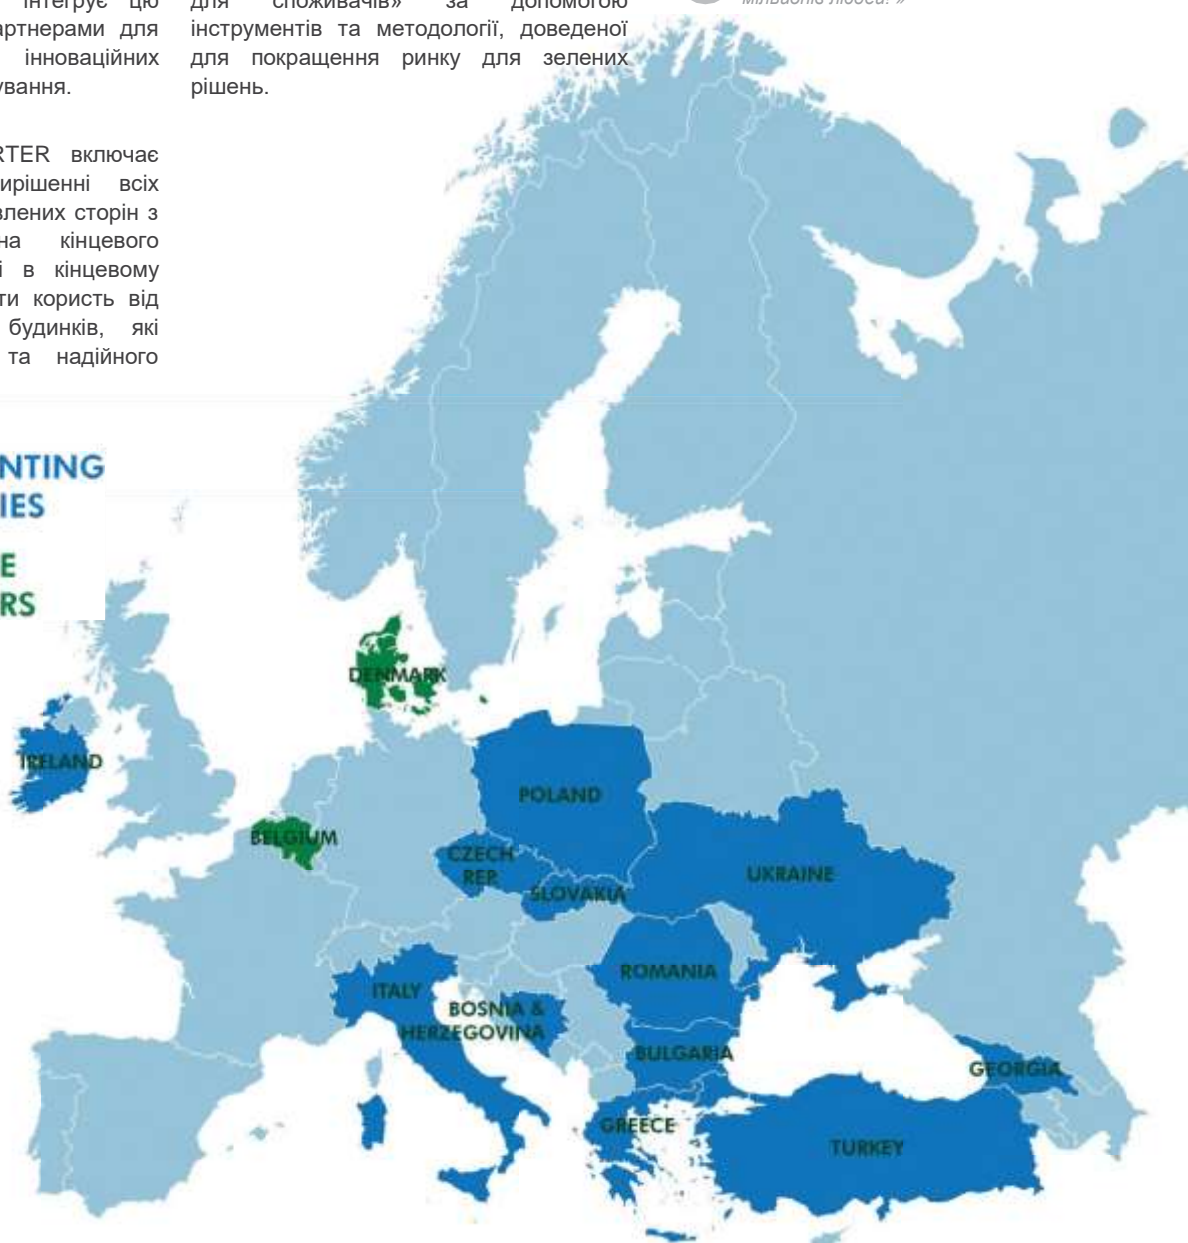 інтегрує цю
артнерами для
інноваційних
ування.
RTER включає
ирішенні всіх
влених сторін з
на кінцевого
і в кінцевому
ти користь від
будинків, які
та надійного
для споживачів» за допомогою
інструментів та методології, доведеної
для покращення ринку для зелених
рішень.
NTING
IES
E
RS
DENMARK
IRELAND
POLAND
BELGIUM
CZECH
REP.
UKRAINE
SLOVAKIA
ROMANIA
ITALY
BOSNIA &
HERZEGOVINA
BULGARIA
GEORGIA
GREECE
TURKEY